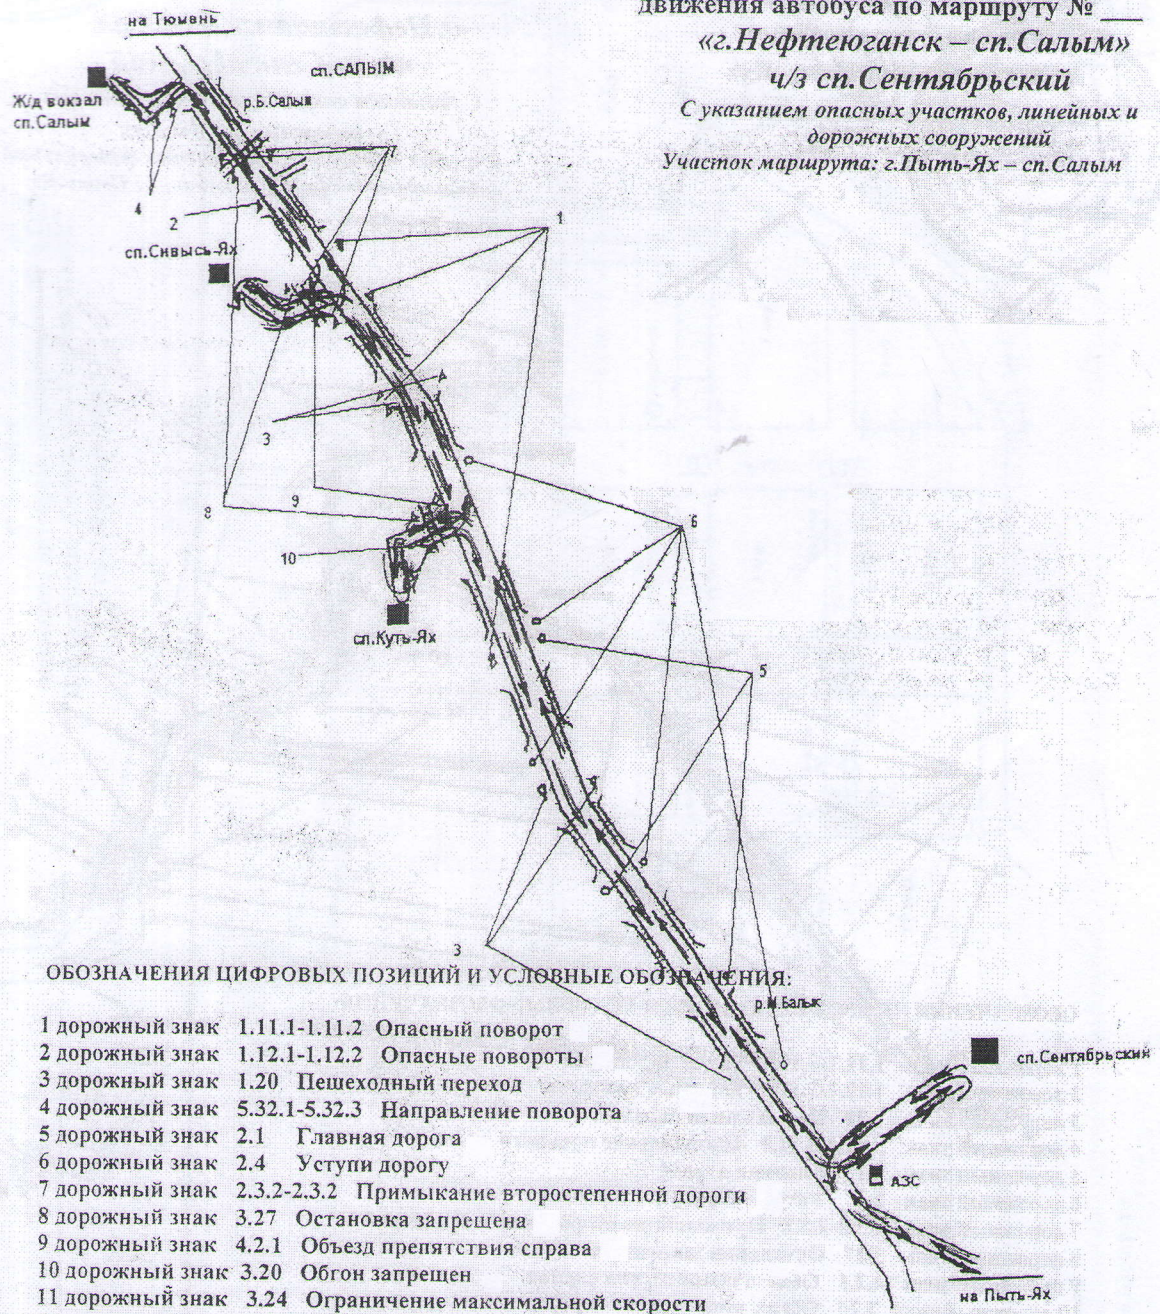 движения автобуса по маршруту № ___
«г.Нефтеюганск – сп.Салым»
ч/з сп.Сентябрьский
С указанием опасных участков, линейных и
дорожных сооружений
Участок маршрута: г.Пыть-Ях – сп.Салым
на Тюмень
сп.САЛЫМ
Ж/д вокзал
сп.Салым
р.Б.Салым
7
4
2
1
сп.Сивысь-Ях
3
8
9
6
10
сп.Куть-Ях
5
3
р.М.Балык
сп.Сентябрьский
АЗС
на Пыть-Ях
ОБОЗНАЧЕНИЯ ЦИФРОВЫХ ПОЗИЦИЙ И УСЛОВНЫЕ ОБОЗНАЧЕНИЯ:
1 дорожный знак 1.11.1-1.11.2 Опасный поворот
2 дорожный знак 1.12.1-1.12.2 Опасные повороты
3 дорожный знак 1.20 Пешеходный переход
4 дорожный знак 5.32.1-5.32.3 Направление поворота
5 дорожный знак 2.1 Главная дорога
6 дорожный знак 2.4 Уступи дорогу
7 дорожный знак 2.3.2-2.3.2 Примыкание второстепенной дороги
8 дорожный знак 3.27 Остановка запрещена
9 дорожный знак 4.2.1 Объезд препятствия справа
10 дорожный знак 3.20 Обгон запрещен
11 дорожный знак 3.24 Ограничение максимальной скорости